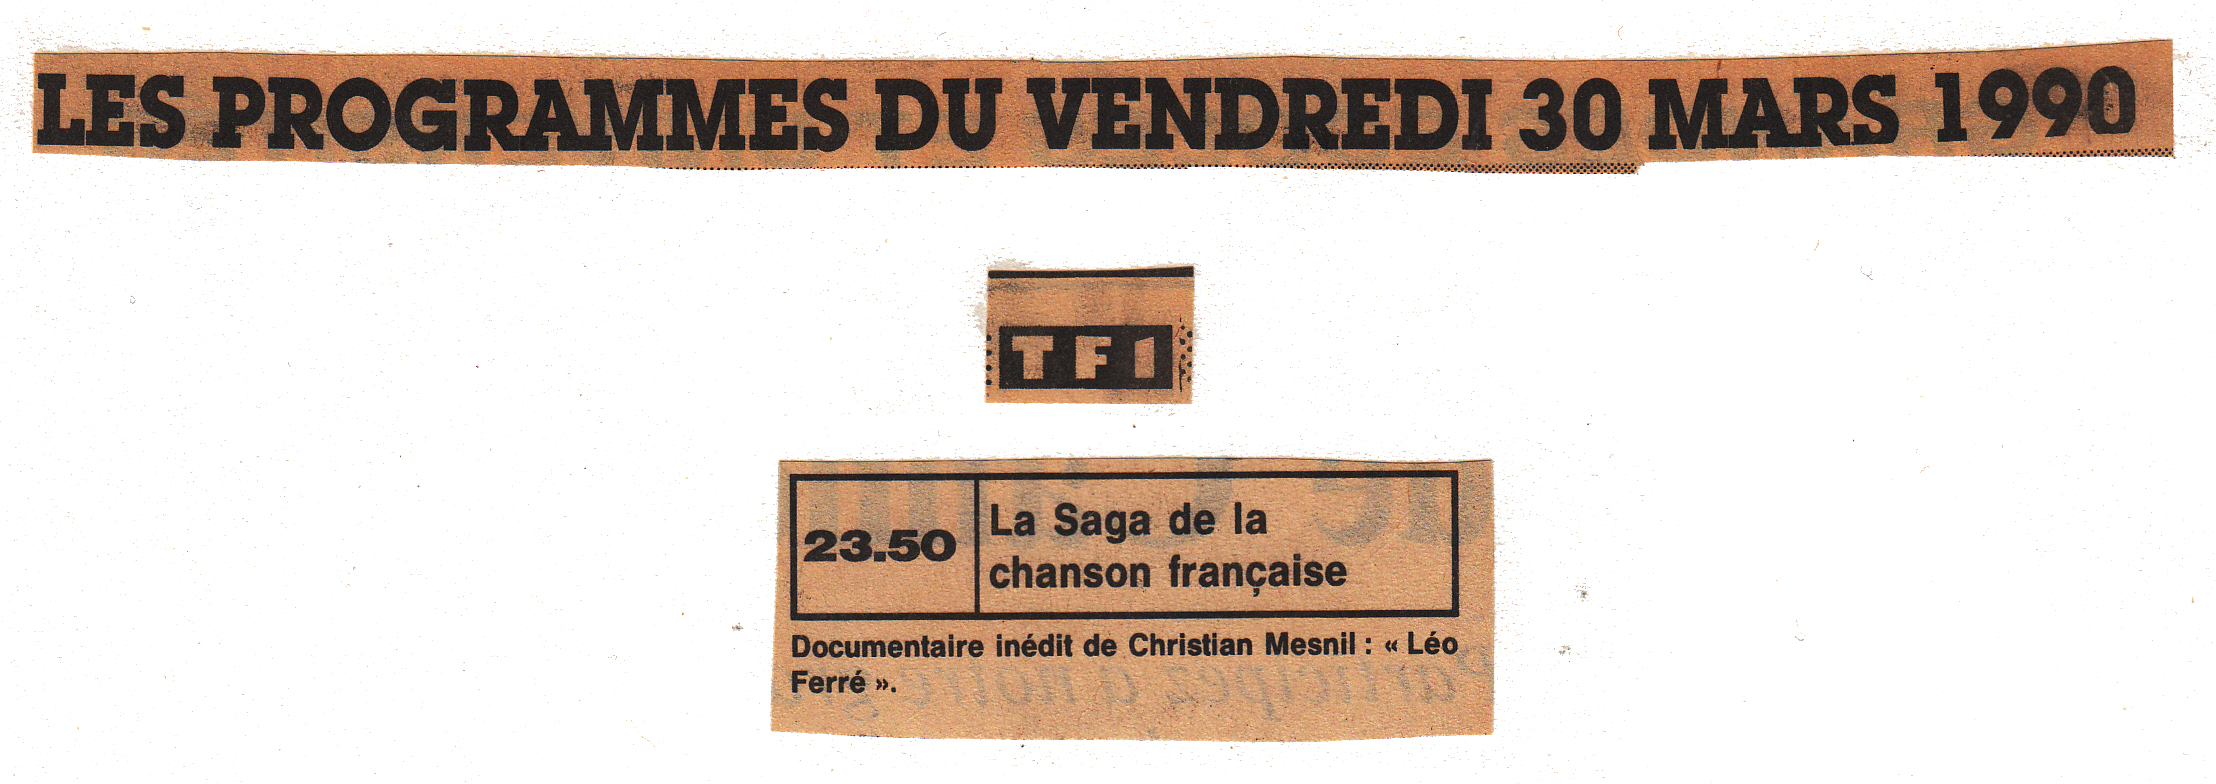 LES PROGRAMMES DU VENDREDI 30 MARS 1990
TF1
23.50
La Saga de la
chanson française
Documentaire inédit de Christian Mesnil : « Léo
Ferré ».